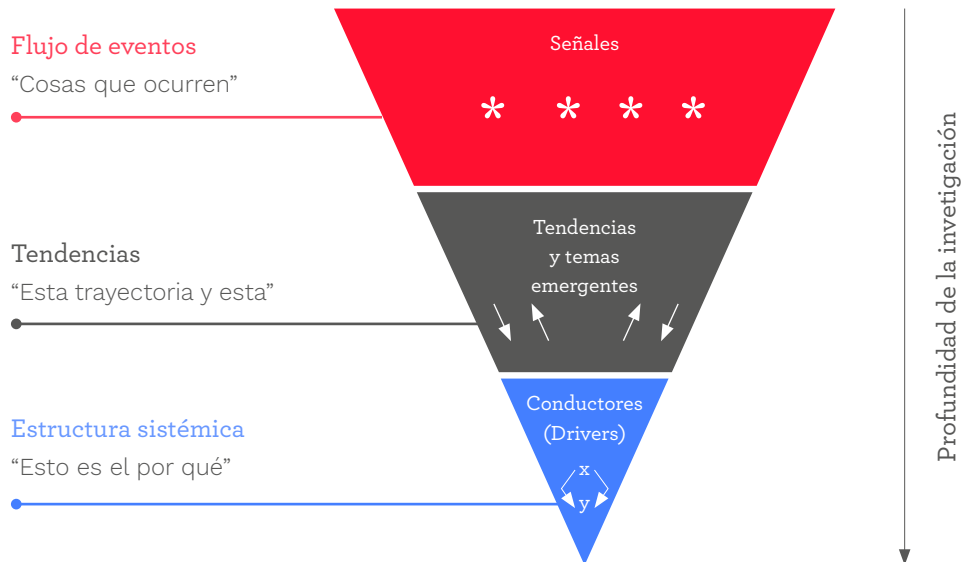 Flujo de eventos
“Cosas que ocurren”
Señales
* * * *
Tendencias
“Esta trayectoria y esta”
Tendencias
y temas
emergentes
Estructura sistémica
“Esto es el por qué”
Conductores
(Drivers)
x
y
Profundidad de la invetigación